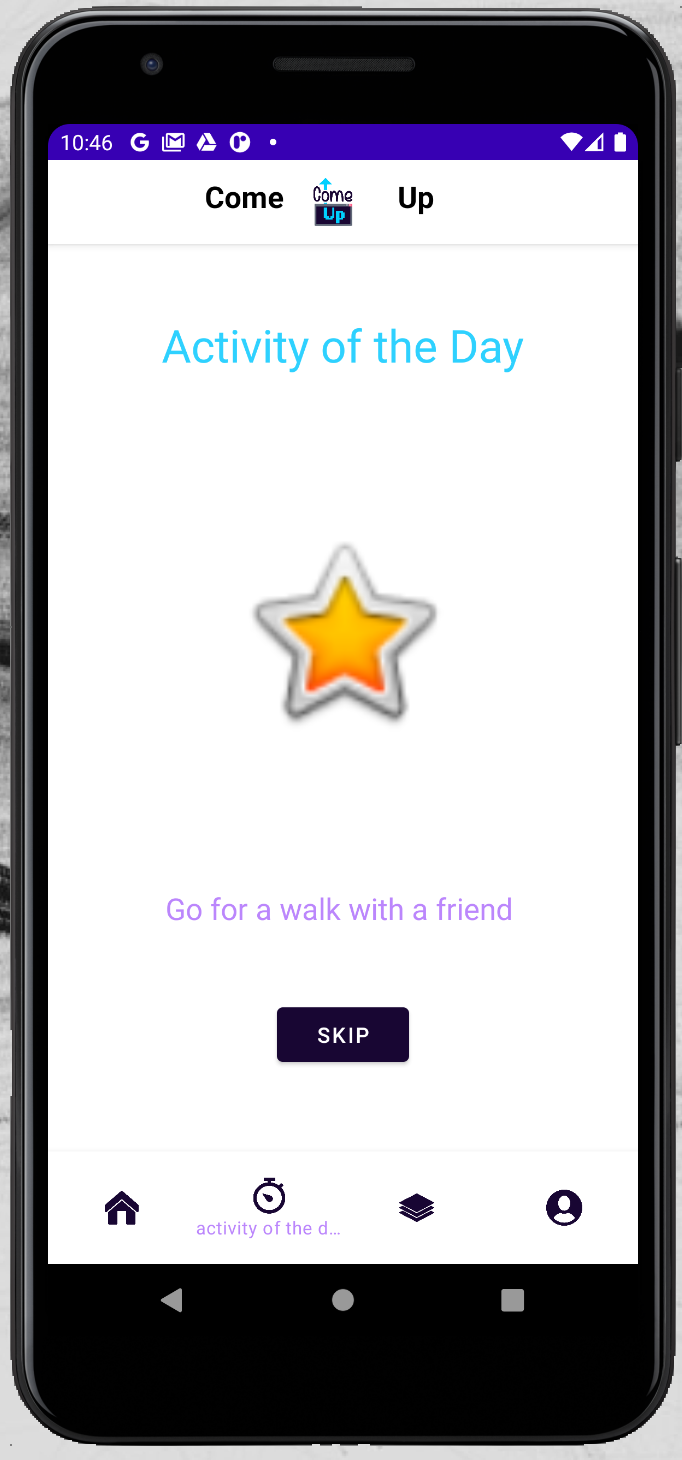 10:46
Come Come Up Up
Activity of the Day
Go for a walk with a friend
SKIP
activity of the d...